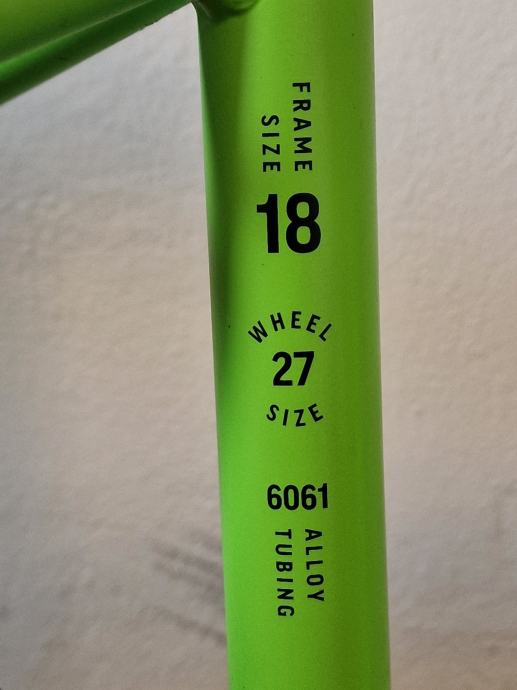 FRAME
SIZE
18
WHEEL
27
SIZE
6061
ALLOY
TUBING